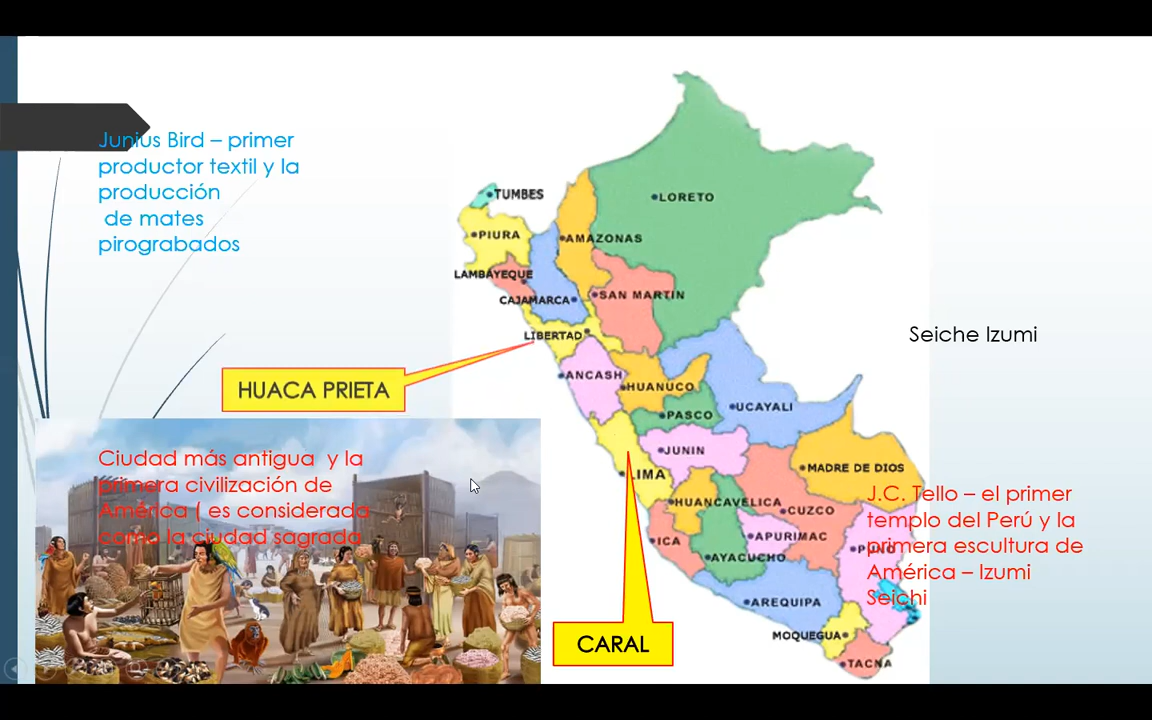 Junius Bird – primer
productor textil y la
producción
de mates
pirograbados
HUACA PRIETA
Ciudad más antigua y la
primera civilización de
América ( es considerada
como la ciudad sagrada
TUMBES
LORETO
PIURA
AMAZONAS
LAMBAYEQUE
CAJAMARCA
SAN MARTIN
LIBERTAD
ANCASH
HUANUCO
PASCO
UCAYALI
JUNIN
LIMA
MADRE DE DIOS
HUANCAVELICA
CUZCO
ICA
APURIMAC
PUNO
AYACUCHO
AREQUIPA
MOQUEGUA
TACNA
CARAL
Seiche Izumi
J.C. Tello – el primer
templo del Perú y la
primera escultura de
América – Izumi
Seichi